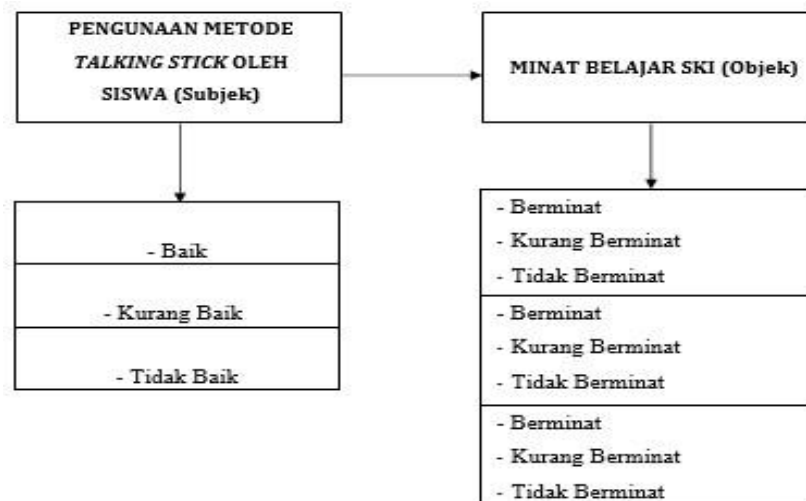 PENGUNAAN METODE
TALKING STICK OLEH
SISWA (Subjek)
MINAT BELAJAR SKI (Objek)
- Baik
- Kurang Baik
- Tidak Baik
- Berminat
- Kurang Berminat
- Tidak Berminat
- Berminat
- Kurang Berminat
- Tidak Berminat
- Berminat
- Kurang Berminat
- Tidak Berminat